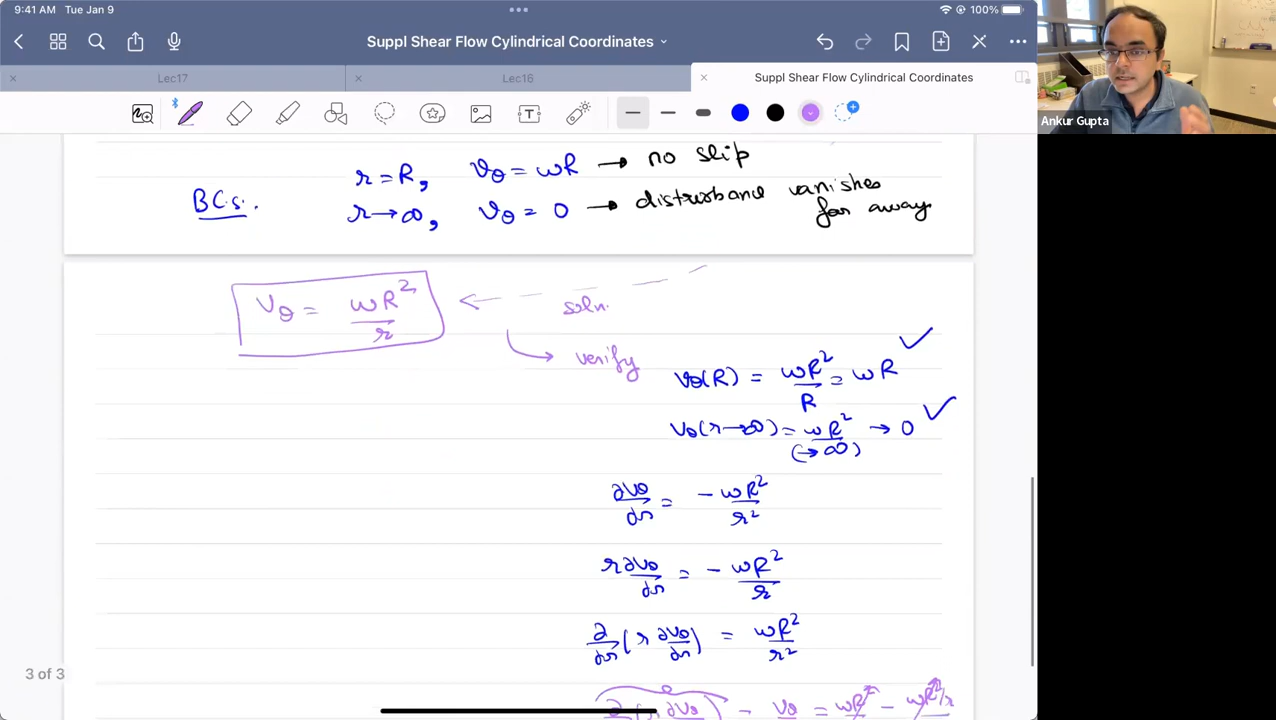 9:41 AM Tue Jan 9
100%
Suppl Shear Flow Cylindrical Coordinates
Lec17
Lec16
Suppl Shear Flow Cylindrical Coordinates
Ankur Gupta
B.C.s.
r = R, vθ = ωR → no slip
r → ∞, vθ = 0 → disturbance vanishes
far away
vθ = ωR²/r
soln.
verify
vθ(R) = ωR²/R = ωR ✓
vθ(r→∞) = ωR²/(→∞) → 0 ✓
∂vθ/∂r = - ωR²/r²
r ∂vθ/∂r = - ωR²/r
∂/∂r (r ∂vθ/∂r) = ωR²/r²
3 of 3